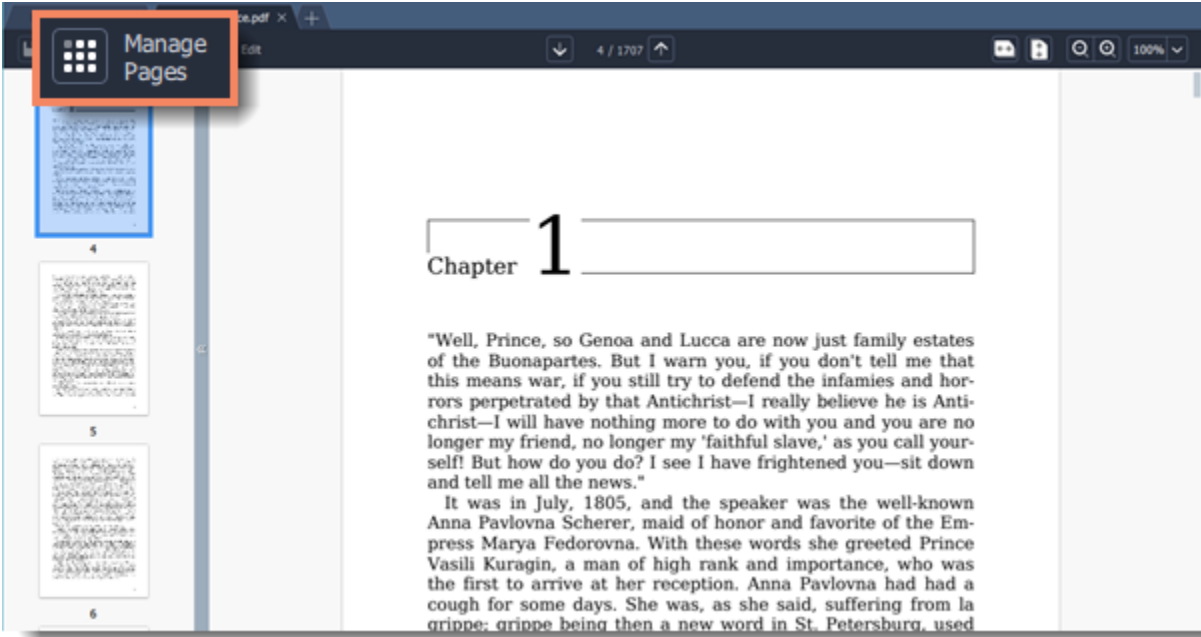 ce.pdf
Manage
Pages
Edit
4 / 1707
100%
4
5
6
Chapter 1
"Well, Prince, so Genoa and Lucca are now just family estates
of the Buonapartes. But I warn you, if you don't tell me that
this means war, if you still try to defend the infamies and hor-
rors perpetrated by that Antichrist—I really believe he is Anti-
christ—I will have nothing more to do with you and you are no
longer my friend, no longer my 'faithful slave,' as you call your-
self! But how do you do? I see I have frightened you—sit down
and tell me all the news."
It was in July, 1805, and the speaker was the well-known
Anna Pavlovna Scherer, maid of honor and favorite of the Em-
press Marya Fedorovna. With these words she greeted Prince
Vasili Kuragin, a man of high rank and importance, who was
the first to arrive at her reception. Anna Pavlovna had had a
cough for some days. She was, as she said, suffering from la
grippe; grippe being then a new word in St. Petersburg, used